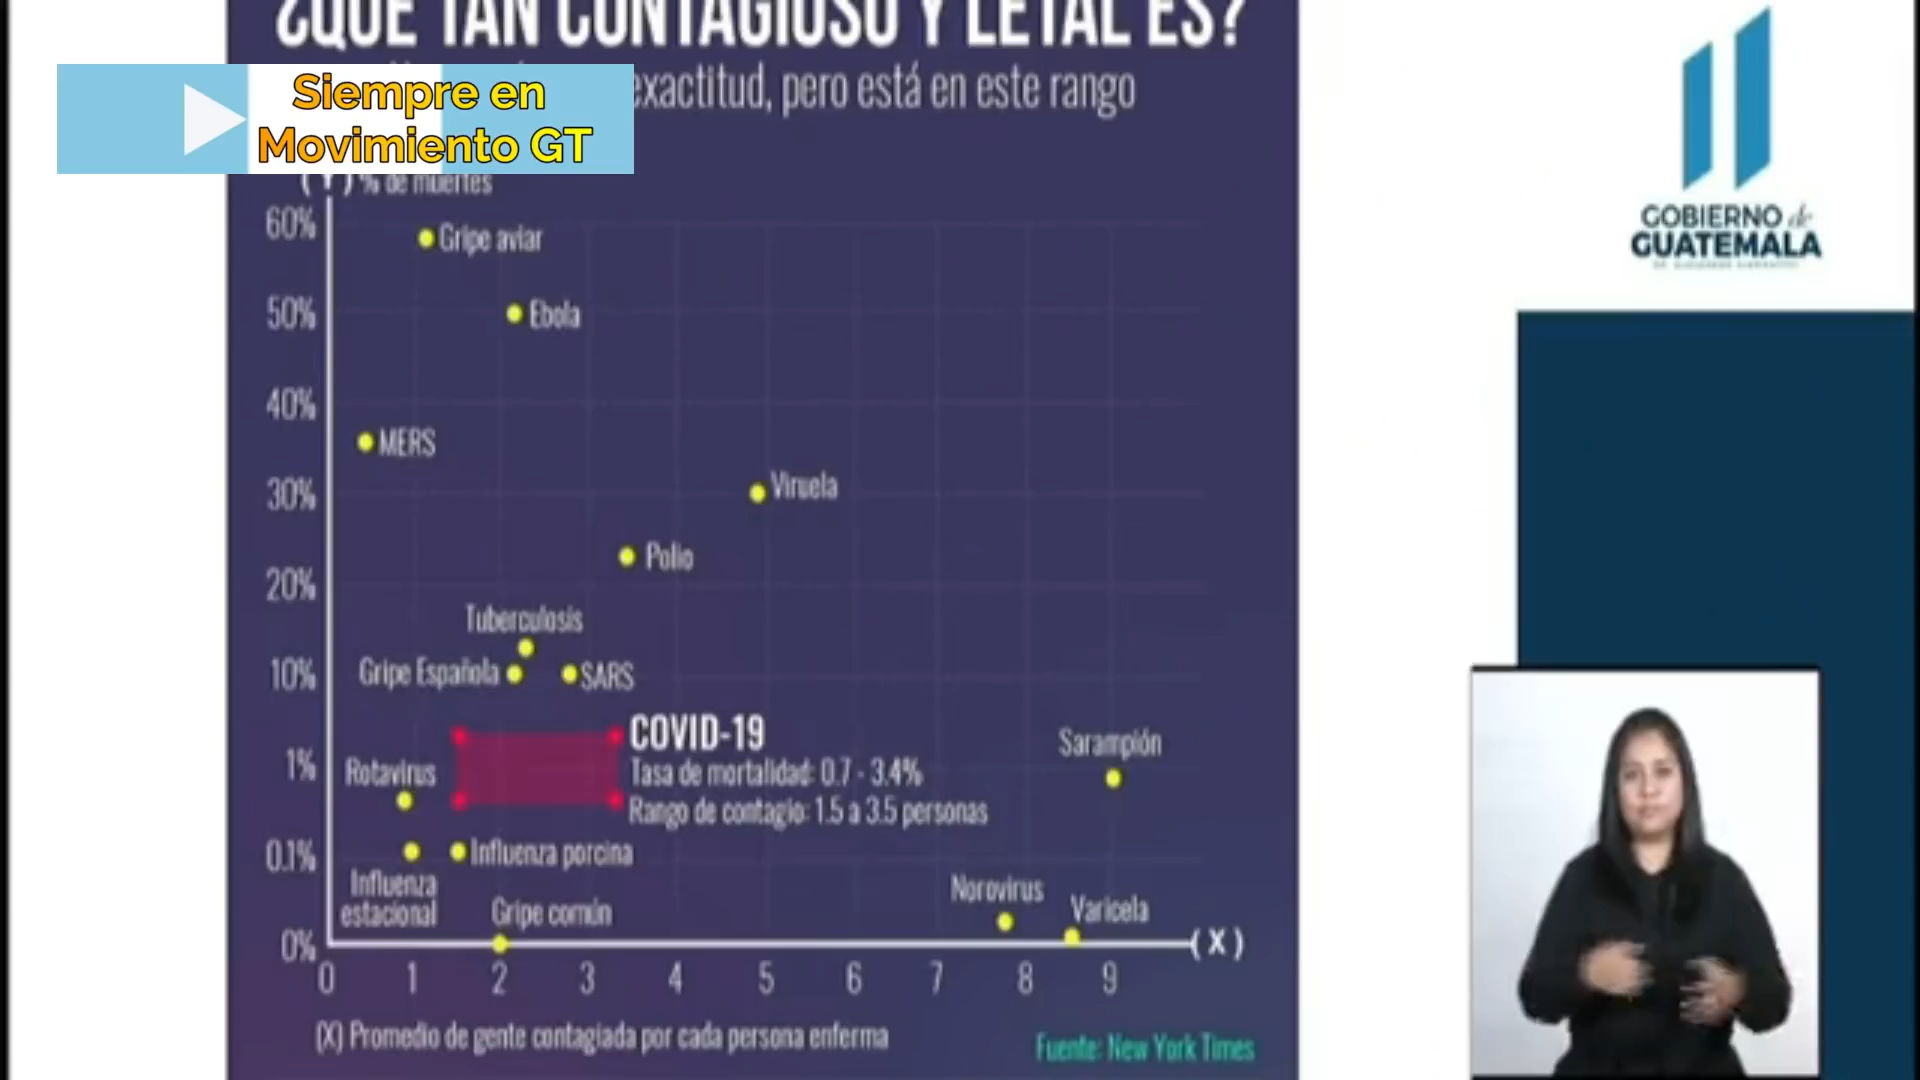 ¿QUÉ TAN CONTAGIOSO Y LETAL ES?
exactitud, pero está en este rango
Siempre en
Movimiento GT
(Y) % de muertes
60%
Gripe aviar
50%
Ebola
40%
MERS
30%
Viruela
Polio
20%
Tuberculosis
10%
Gripe Española
SARS
COVID-19
Tasa de mortalidad: 0.7 - 3.4%
Rango de contagio: 1.5 a 3.5 personas
Sarampión
1%
Rotavirus
0.1%
Influenza porcina
Influenza
estacional
Gripe común
Norovirus
Varicela
0%
(X)
0 1 2 3 4 5 6 7 8 9
(X) Promedio de gente contagiada por cada persona enferma
Fuente: New York Times
GOBIERNO de
GUATEMALA